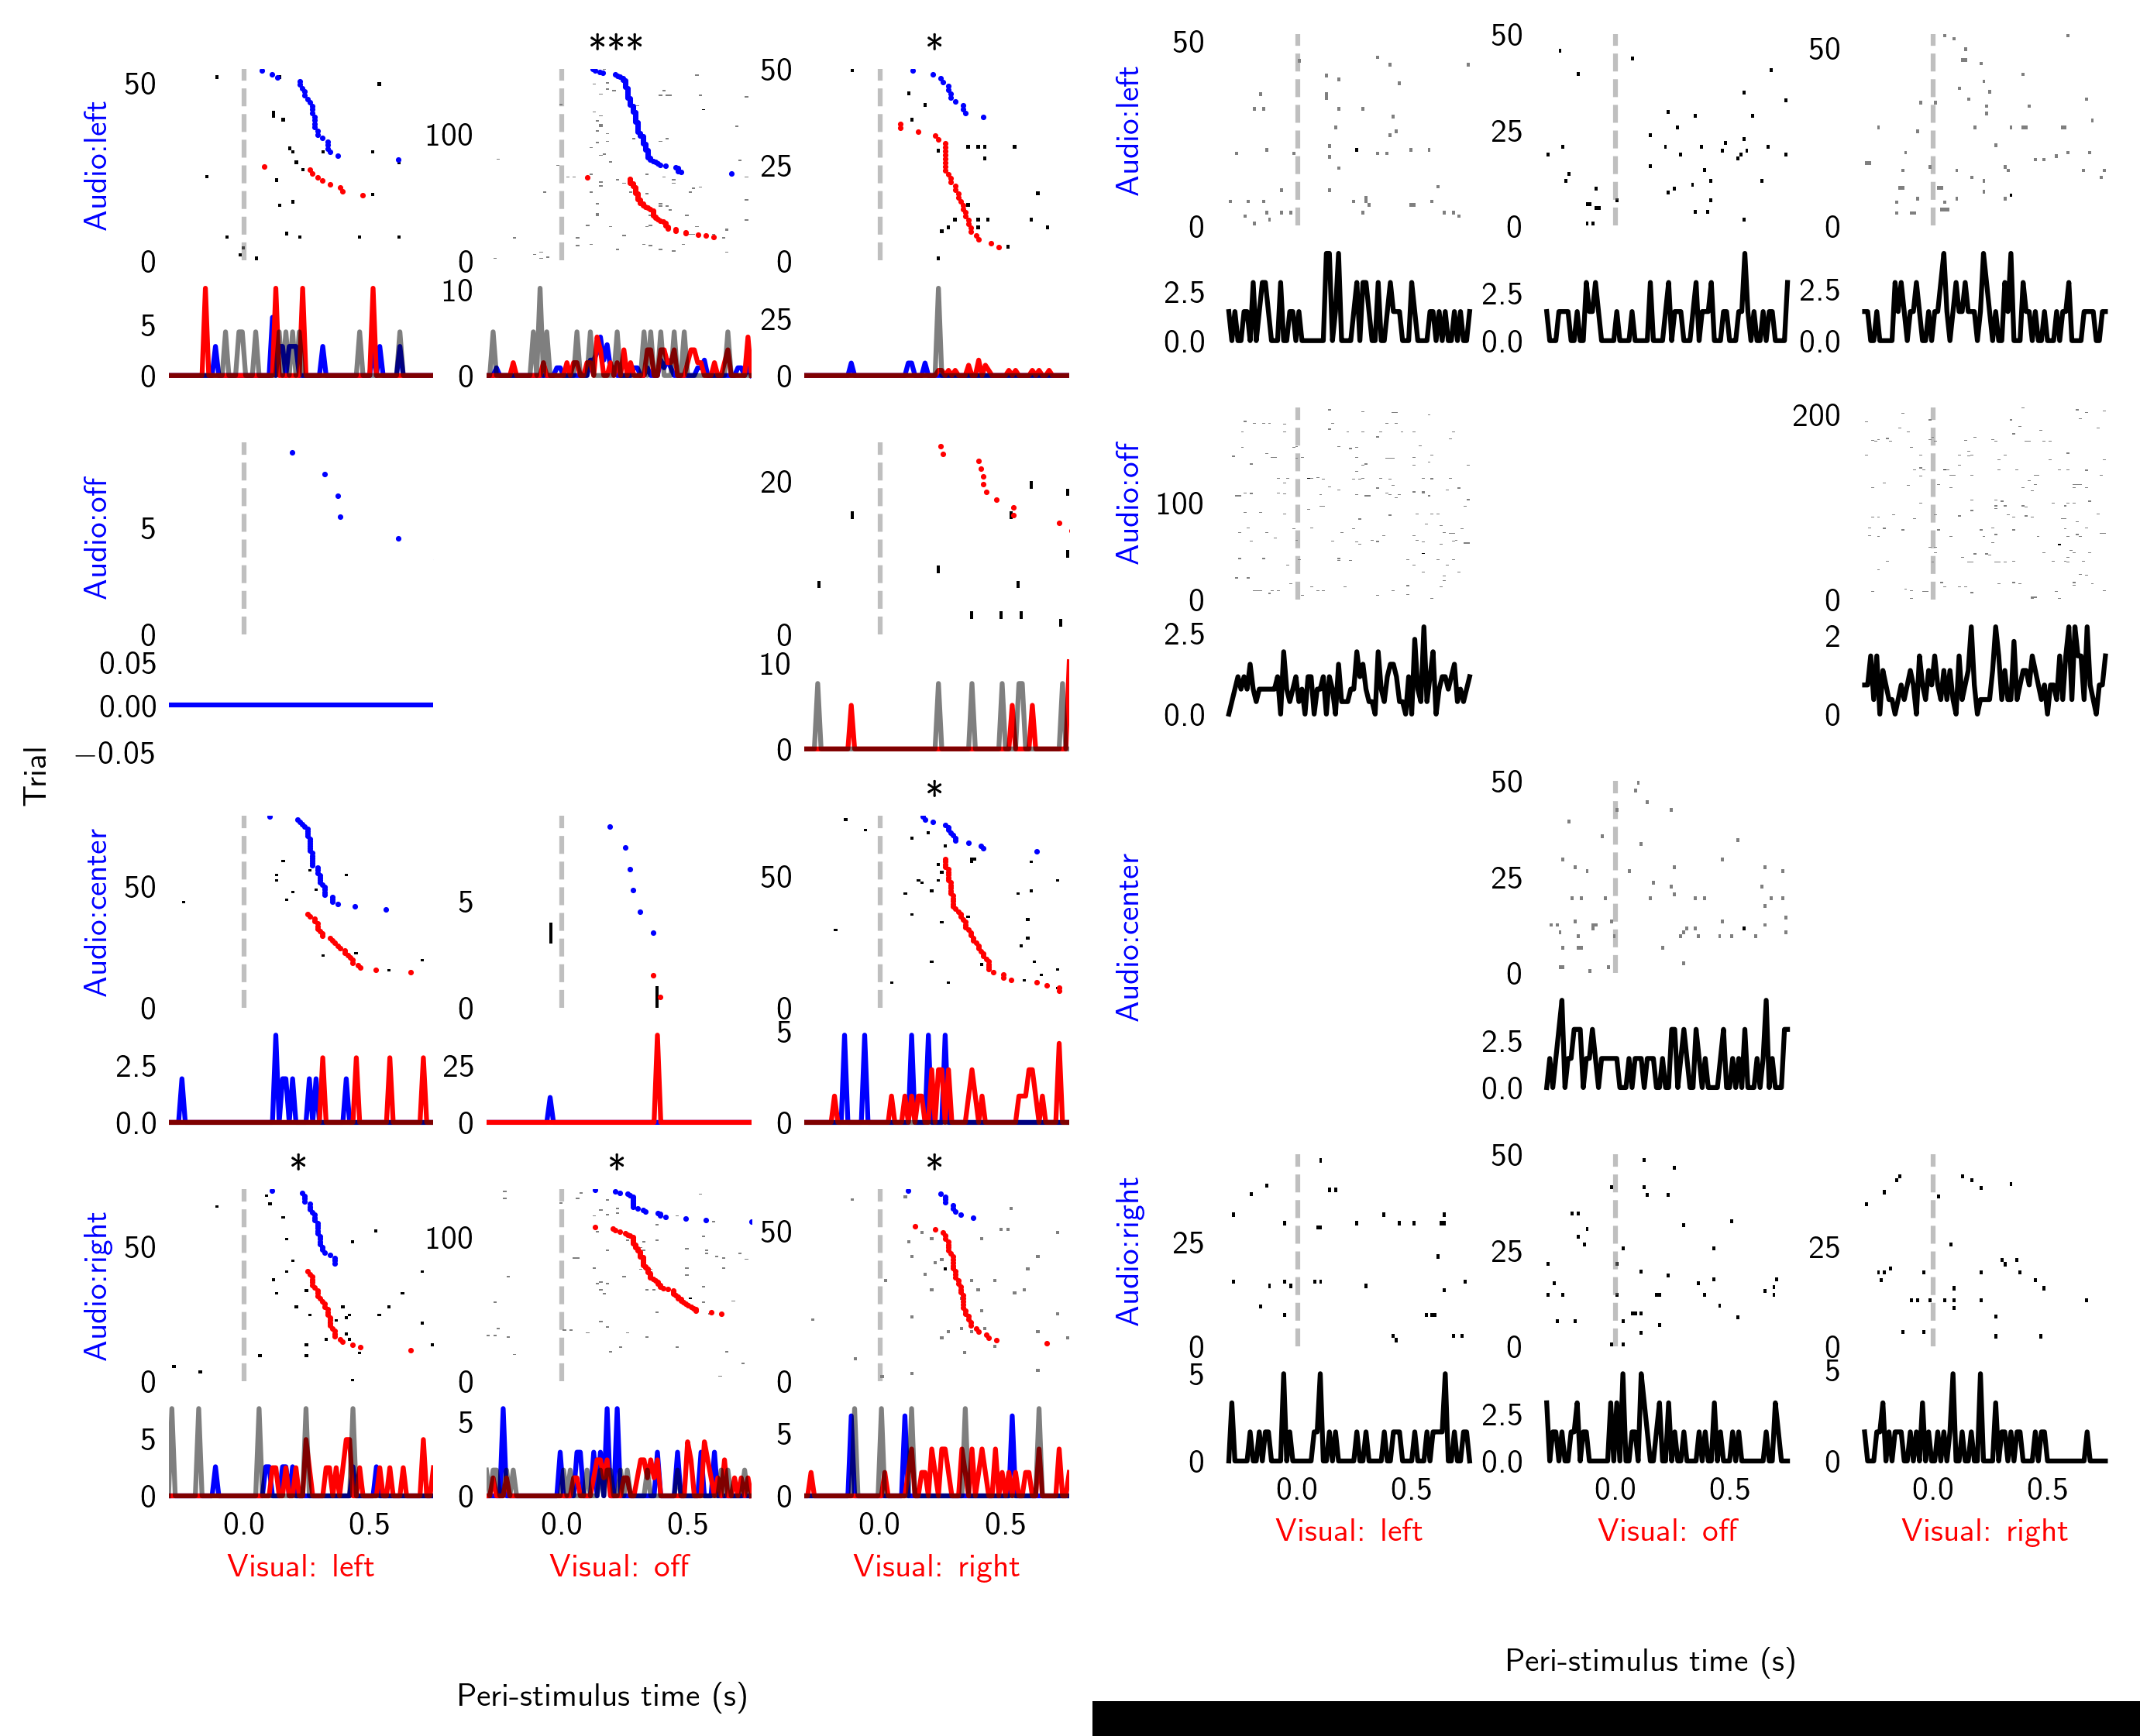 *** * 
50 0 100 0 50 25 0
Audio:left
5 0 10 0 25 0
50 0 50 25 0 50 0
Audio:left
2.5 0.0 2.5 0.0 2.5 0.0
5 0 20 0
Audio:off
0.05 0.00 −0.05 10 0
100 0 200 0
Audio:off
2.5 0.0 2 0
Trial
*
50 0 5 0 50 0
Audio:center
2.5 0.0 25 0 5 0
50 25 0
Audio:center
2.5 0.0
* * *
50 0 100 0 50 0
Audio:right
5 0 5 0 5 0
0.0 0.5 0.0 0.5 0.0 0.5
Visual: left Visual: off Visual: right
Peri-stimulus time (s)
25 0 50 25 0 25 0
Audio:right
5 0 2.5 0.0 5 0
0.0 0.5 0.0 0.5 0.0 0.5
Visual: left Visual: off Visual: right
Peri-stimulus time (s)